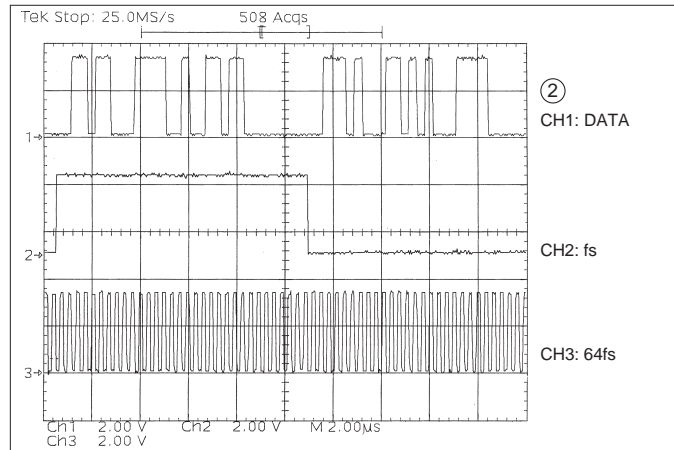 Tek Stop: 25.0MS/s 508 Acqs
②
CH1: DATA
1
CH2: fs
2
CH3: 64fs
3
Ch1 2.00 V Ch2 2.00 V M 2.00µs
Ch3 2.00 V